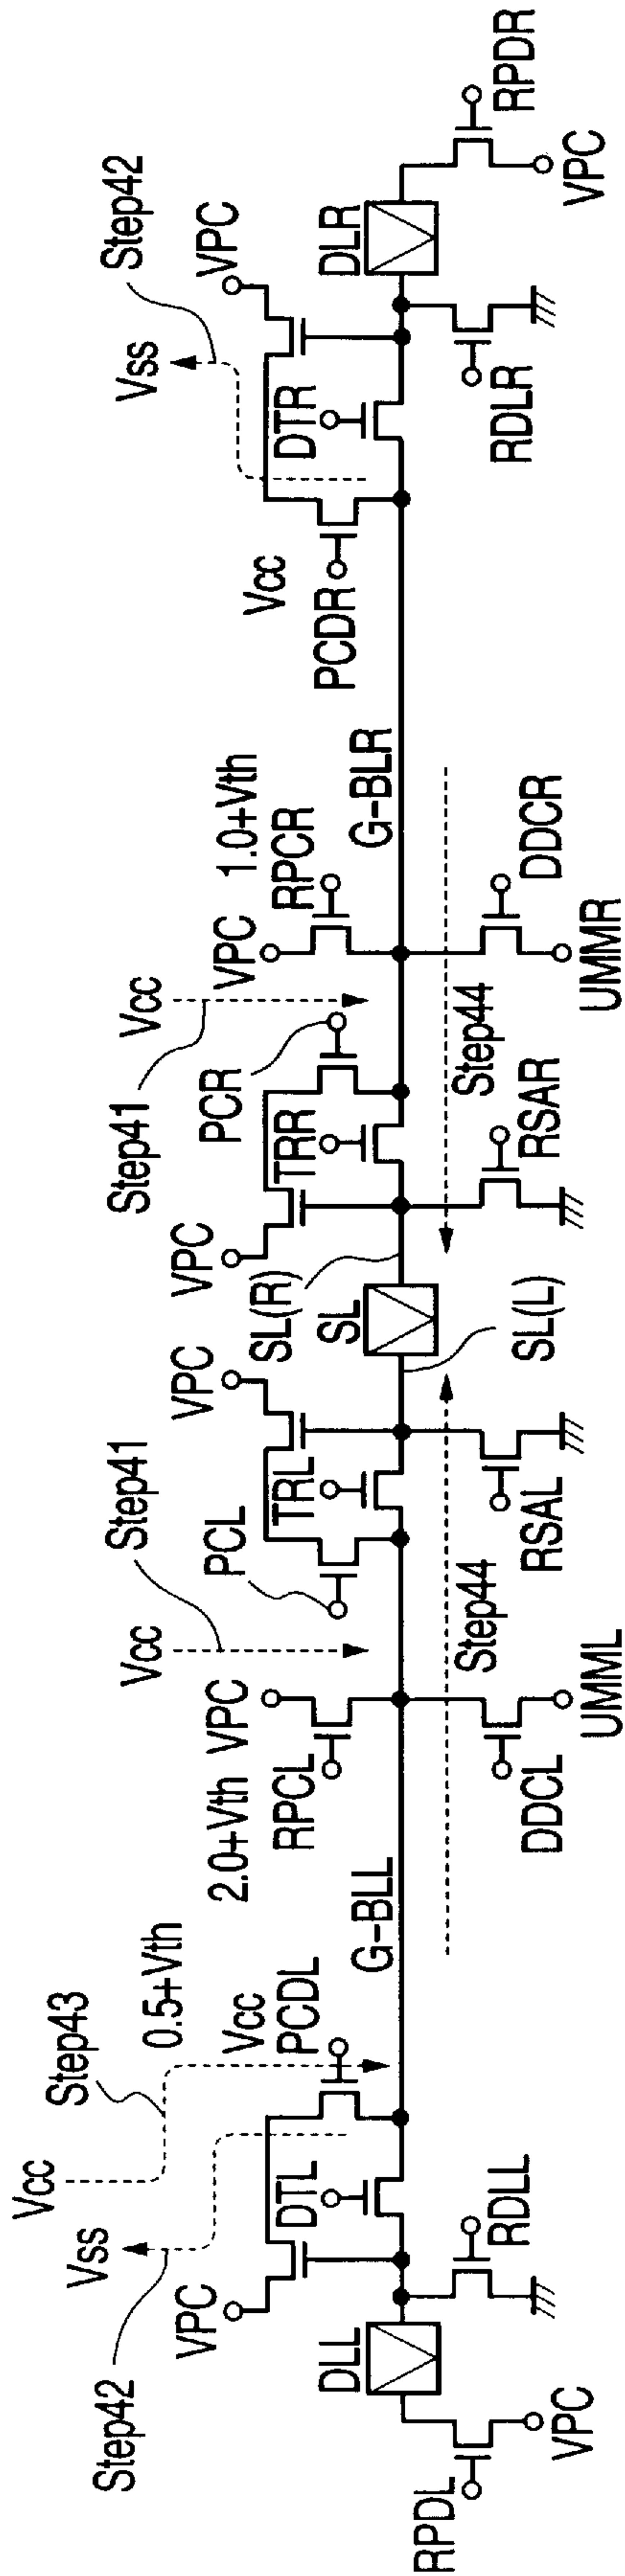 Vcc
Step43
Vss
Step42
0.5+Vth
Vcc
PCDL
VPC
DTL
DLL
RDLL
RPDL
VPC
G-BLL
2.0+Vth
VPC
RPCL
Vcc
Step41
PCL
TRL
VPC
DDCL
UMML
Step44
RSAL
SL(L)
SL
SL(R)
VPC
TRR
PCR
Step41
Vcc
VPC
1.0+Vth
RPCR
RSAR
Step44
DDCR
UMMR
G-BLR
Vcc
PCDR
DTR
Vss
Step42
VPC
DLR
RDLR
RPDR
VPC